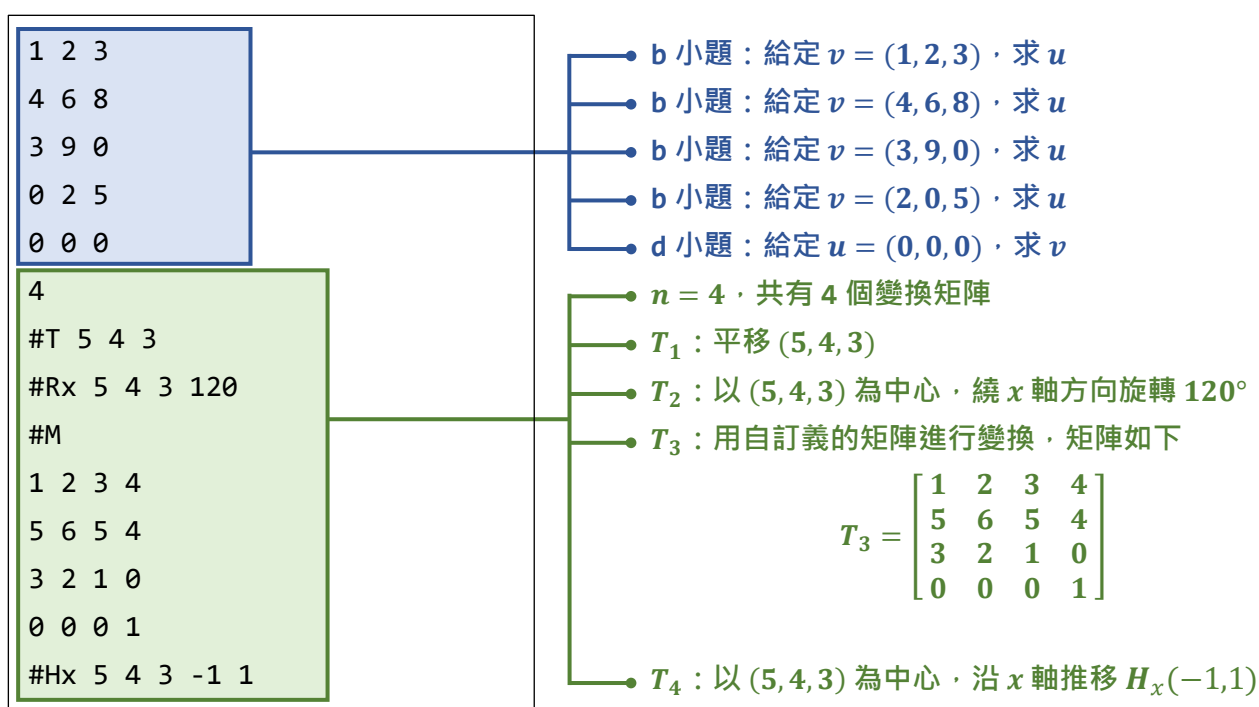 1 2 3
4 6 8
3 9 0
0 2 5
0 0 0
4
#T 5 4 3
#Rx 5 4 3 120
#M
1 2 3 4
5 6 5 4
3 2 1 0
0 0 0 1
#Hx 5 4 3 -1 1
b 小題：給定 v = (1, 2, 3)，求 u
b 小題：給定 v = (4, 6, 8)，求 u
b 小題：給定 v = (3, 9, 0)，求 u
b 小題：給定 v = (2, 0, 5)，求 u
d 小題：給定 u = (0, 0, 0)，求 v
n = 4，共有 4 個變換矩陣
T₁：平移 (5, 4, 3)
T₂：以 (5, 4, 3) 為中心，繞 x 軸方向旋轉 120°
T₃：用自訂義的矩陣進行變換，矩陣如下
T₃ = [
1 2 3 4
5 6 5 4
3 2 1 0
0 0 0 1
]
T₄：以 (5, 4, 3) 為中心，沿 x 軸推移 Hₓ(−1,1)